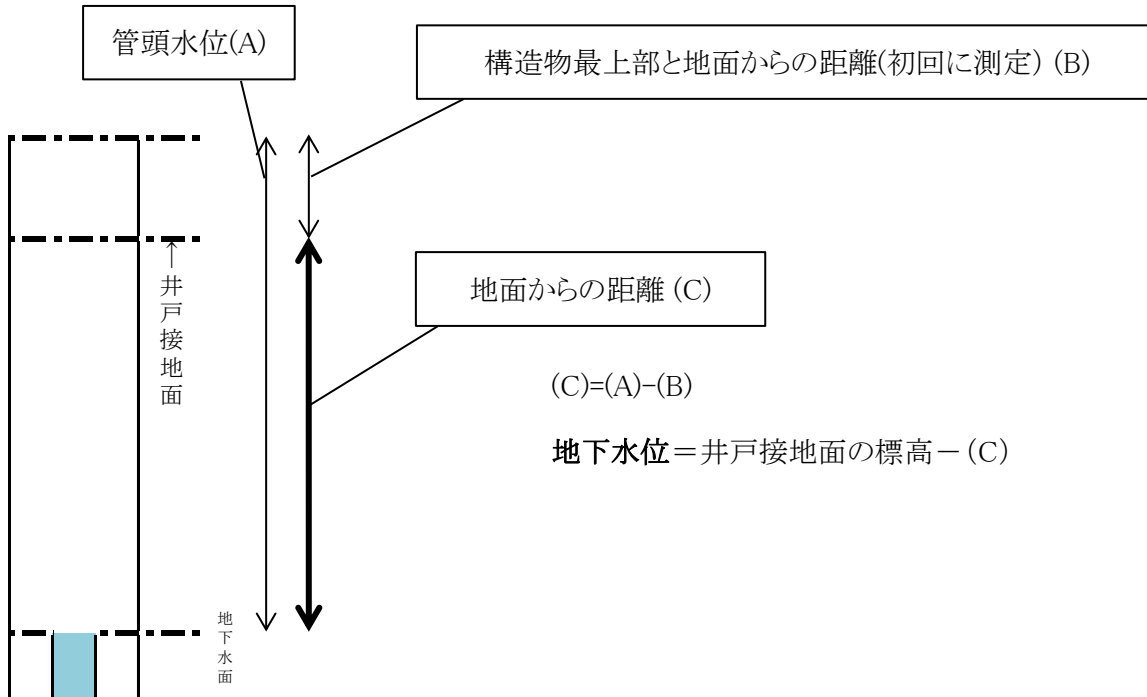 管頭水位(A)
構造物最上部と地面からの距離(初回に測定) (B)
↑井戸接地面
地面からの距離 (C)
(C)=(A)-(B)
地下水位＝井戸接地面の標高－(C)
地下水面